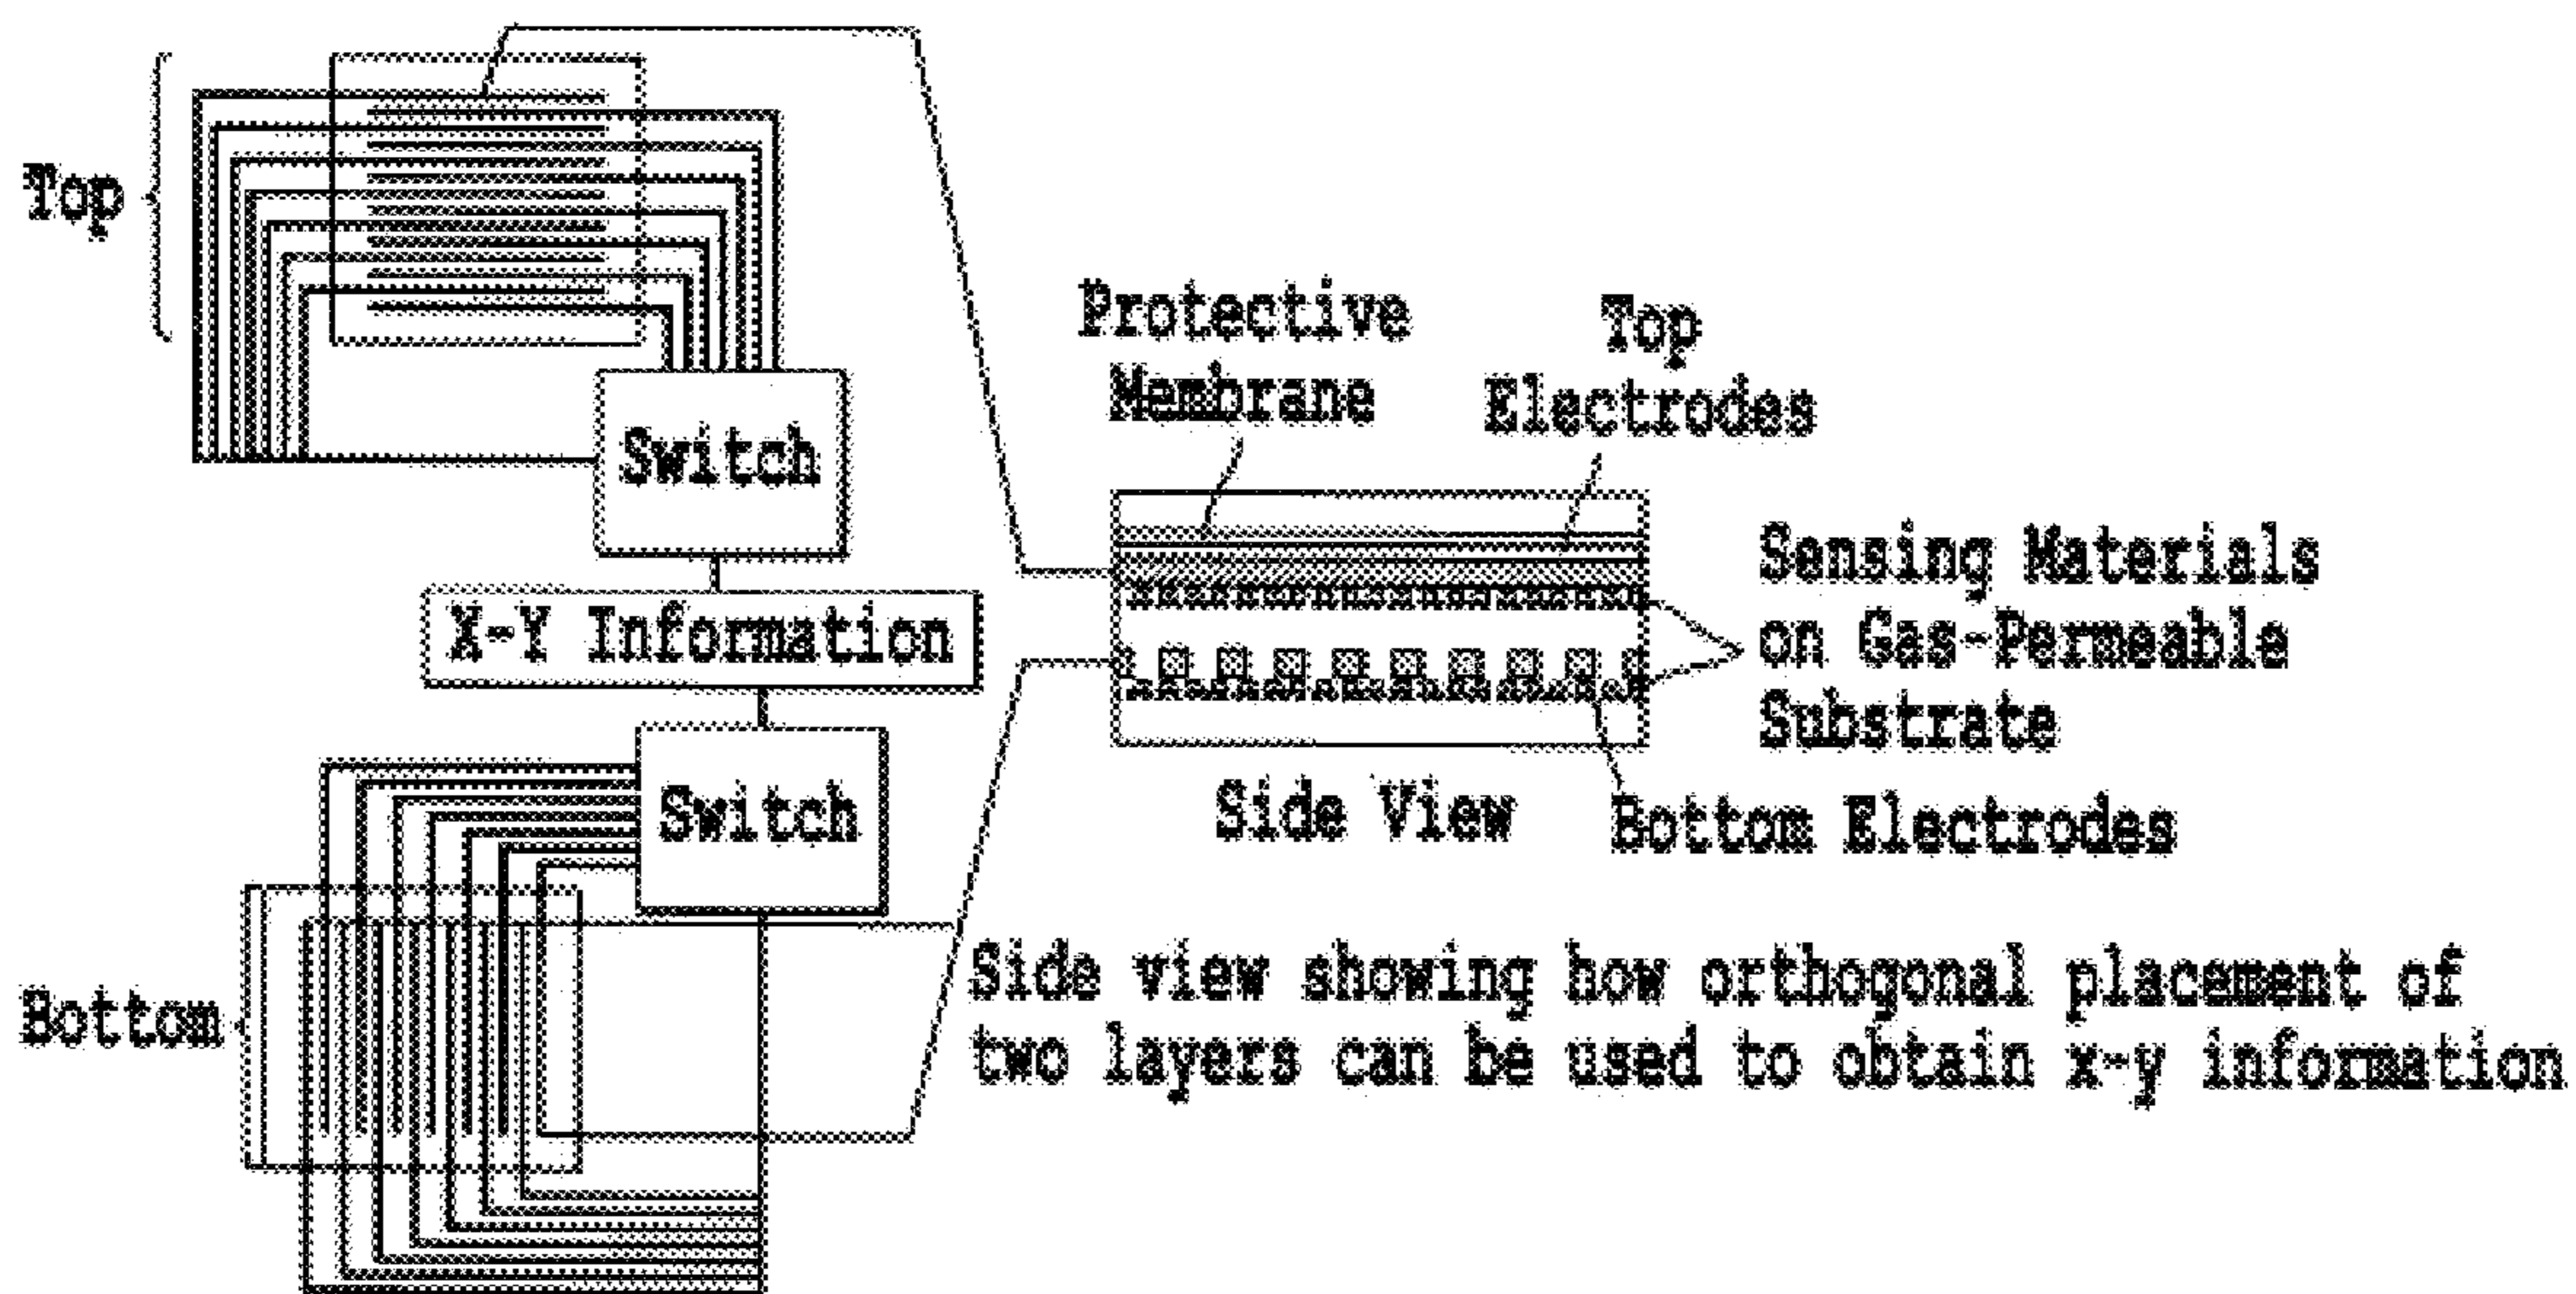 Top
Switch
X-Y Information
Switch
Bottom
Protective
Membrane
Top
Electrodes
Sensing Materials
on Gas-Permeable
Substrate
Side View
Bottom Electrodes
Side view showing how orthogonal placement of
two layers can be used to obtain x-y information